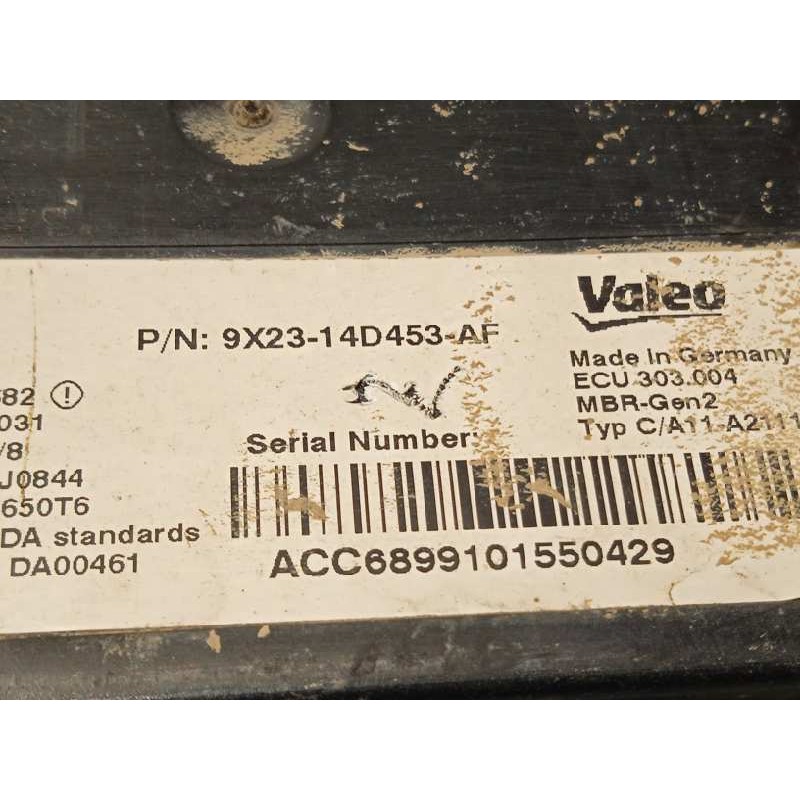 Valeo
P/N: 9X23-14D453-AF
Made in Germany
ECU 303.004
MBR-Gen2
Typ C/A11-A2111
682
031
/8
J0844
650T6
DA standards
DA00461
Serial Number:
ACC6899101550429